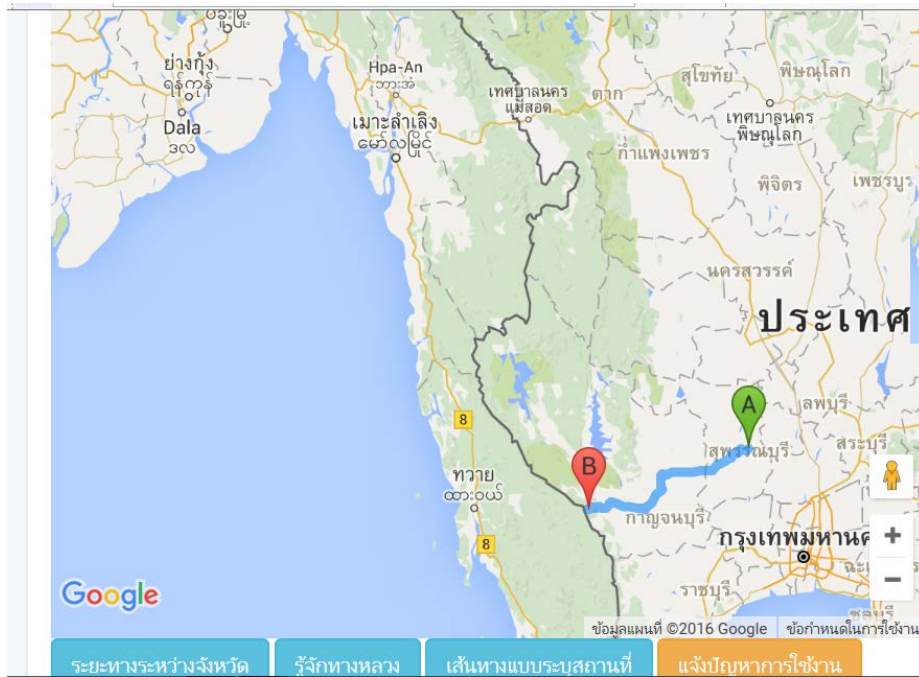 ย่างกุ้ง
ရန်ကုန်
Dala
ဒလ
Hpa-An
ဘားအံ
เมาะลำเลิง
မော်လမြိုင်
เทศบาลนคร
แม่สอด
ตาก
สุโขทัย
พิษณุโลก
เทศบาลนคร
พิษณุโลก
กำแพงเพชร
พิจิตร
นครสวรรค์
ประเทศ
A
ลพบุรี
สุพรรณบุรี
สระบุรี
8
B
ทวาย
ထားဝယ်
กาญจนบุรี
8
กรุงเทพมหานค
ราชบุรี
+
−
Google
ข้อมูลแผนที่ ©2016 Google
ข้อกำหนดในการใช้งาน
ระยะทางระหว่างจังหวัด
รู้จักทางหลวง
เส้นทางแบบระบุสถานที่
แจ้งปัญหาการใช้งาน